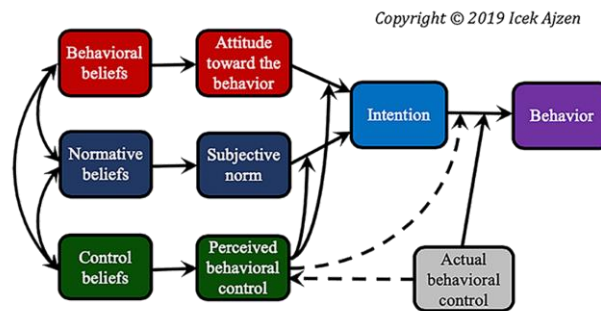 Copyright © 2019 Icek Ajzen
Behavioral
beliefs
Attitude
toward the
behavior
Intention
Behavior
Normative
beliefs
Subjective
norm
Control
beliefs
Perceived
behavioral
control
Actual
behavioral
control